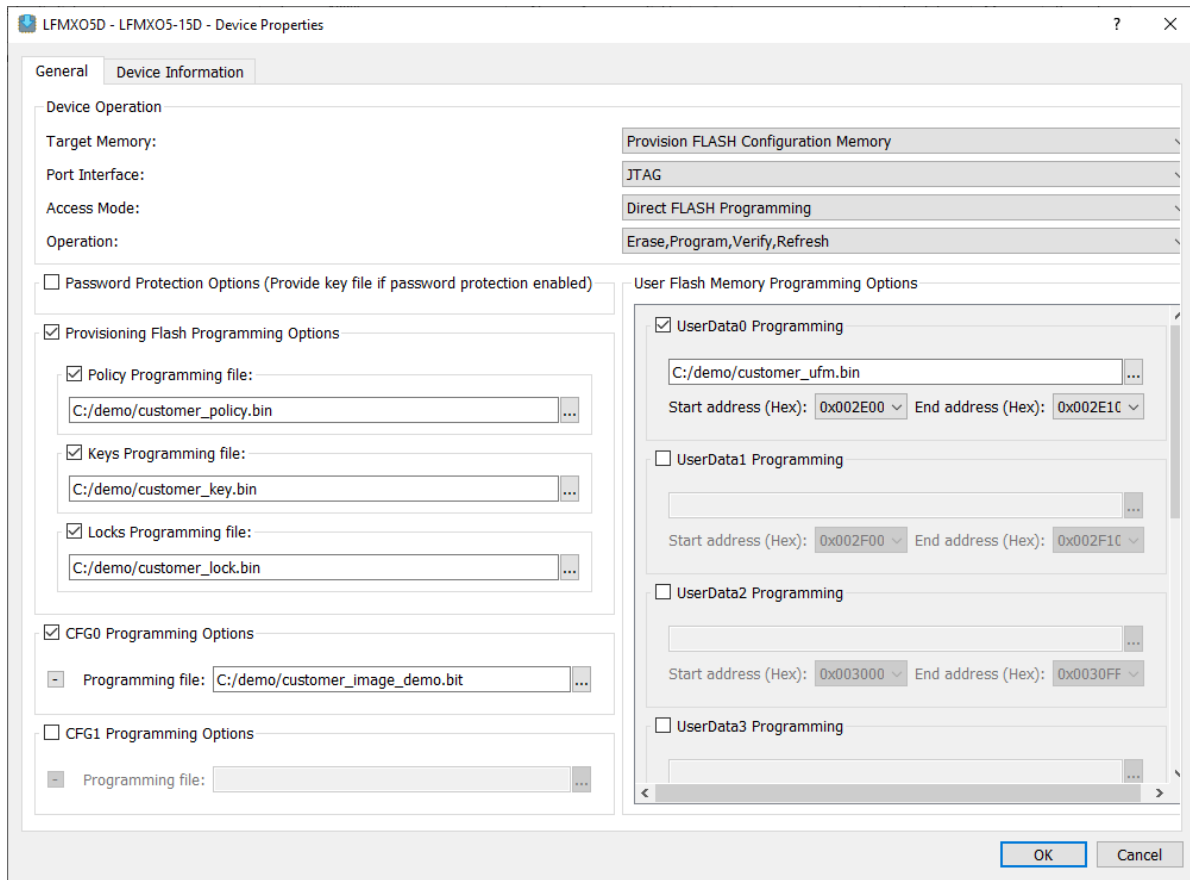 LFMXO5D - LFMXO5-15D - Device Properties
?
General
Device Information
Device Operation
Target Memory:
Provision FLASH Configuration Memory
Port Interface:
JTAG
Access Mode:
Direct FLASH Programming
Operation:
Erase,Program,Verify,Refresh
Password Protection Options (Provide key file if password protection enabled)
Provisioning Flash Programming Options
Policy Programming file:
C:/demo/customer_policy.bin
...
Keys Programming file:
C:/demo/customer_key.bin
...
Locks Programming file:
C:/demo/customer_lock.bin
...
CFG0 Programming Options
- Programming file: C:/demo/customer_image_demo.bit ...
CFG1 Programming Options
- Programming file: ...
User Flash Memory Programming Options
UserData0 Programming
C:/demo/customer_ufm.bin ...
Start address (Hex): 0x002E00 End address (Hex): 0x002E10
UserData1 Programming
...
Start address (Hex): 0x002F00 End address (Hex): 0x002F10
UserData2 Programming
...
Start address (Hex): 0x003000 End address (Hex): 0x0030FF
UserData3 Programming
...
OK
Cancel